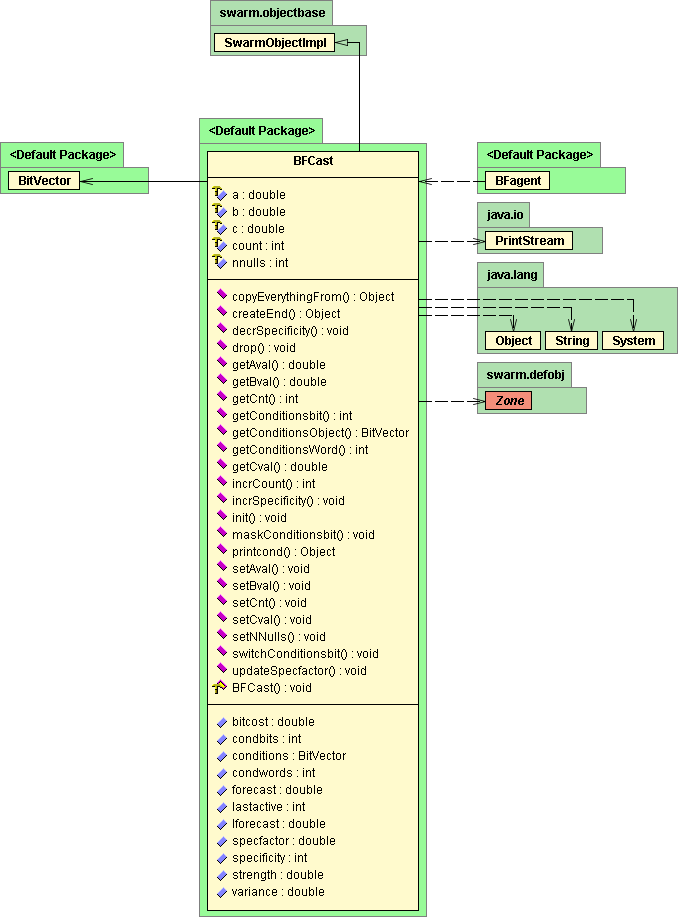 swarm.objectbase
SwarmObjectImpl
<Default Package>
BitVector
<Default Package>
BFCast
a : double
b : double
c : double
count : int
nnulls : int
copyEverythingFrom() : Object
createEnd() : Object
decrSpecificity() : void
drop() : void
getAval() : double
getBval() : double
getCnt() : int
getConditionsbit() : int
getConditionsObject() : BitVector
getConditionsWord() : int
getCval() : double
incrCount() : int
incrSpecificity() : void
init() : void
maskConditionsbit() : void
printcond() : Object
setAval() : void
setBval() : void
setCnt() : void
setCval() : void
setNNulls() : void
switchConditionsbit() : void
updateSpecfactor() : void
BFCast() : void
bitcost : double
condbits : int
conditions : BitVector
condwords : int
forecast : double
lastactive : int
lforecast : double
specfactor : double
specificity : int
strength : double
variance : double
<Default Package>
BFagent
java.io
PrintStream
java.lang
Object
String
System
swarm.defobj
Zone